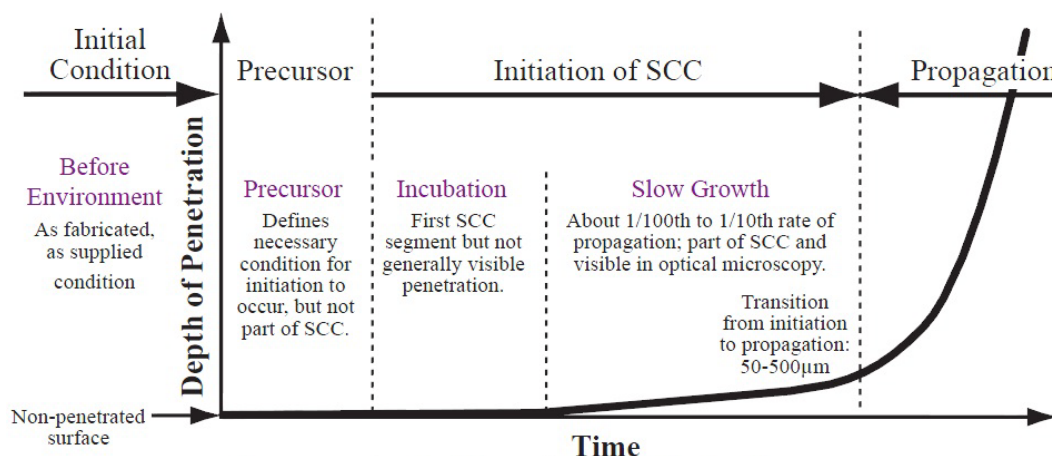 Initial
Condition
Precursor
Initiation of SCC
Propagation
Before
Environment
As fabricated,
as supplied
condition
Depth of Penetration
Precursor
Defines
necessary
condition for
initiation to
occur, but not
part of SCC.
Incubation
First SCC
segment but not
generally visible
penetration.
Slow Growth
About 1/100th to 1/10th rate of
propagation; part of SCC and
visible in optical microscopy.
Transition
from initiation
to propagation:
50-500µm
Non-penetrated
surface
Time